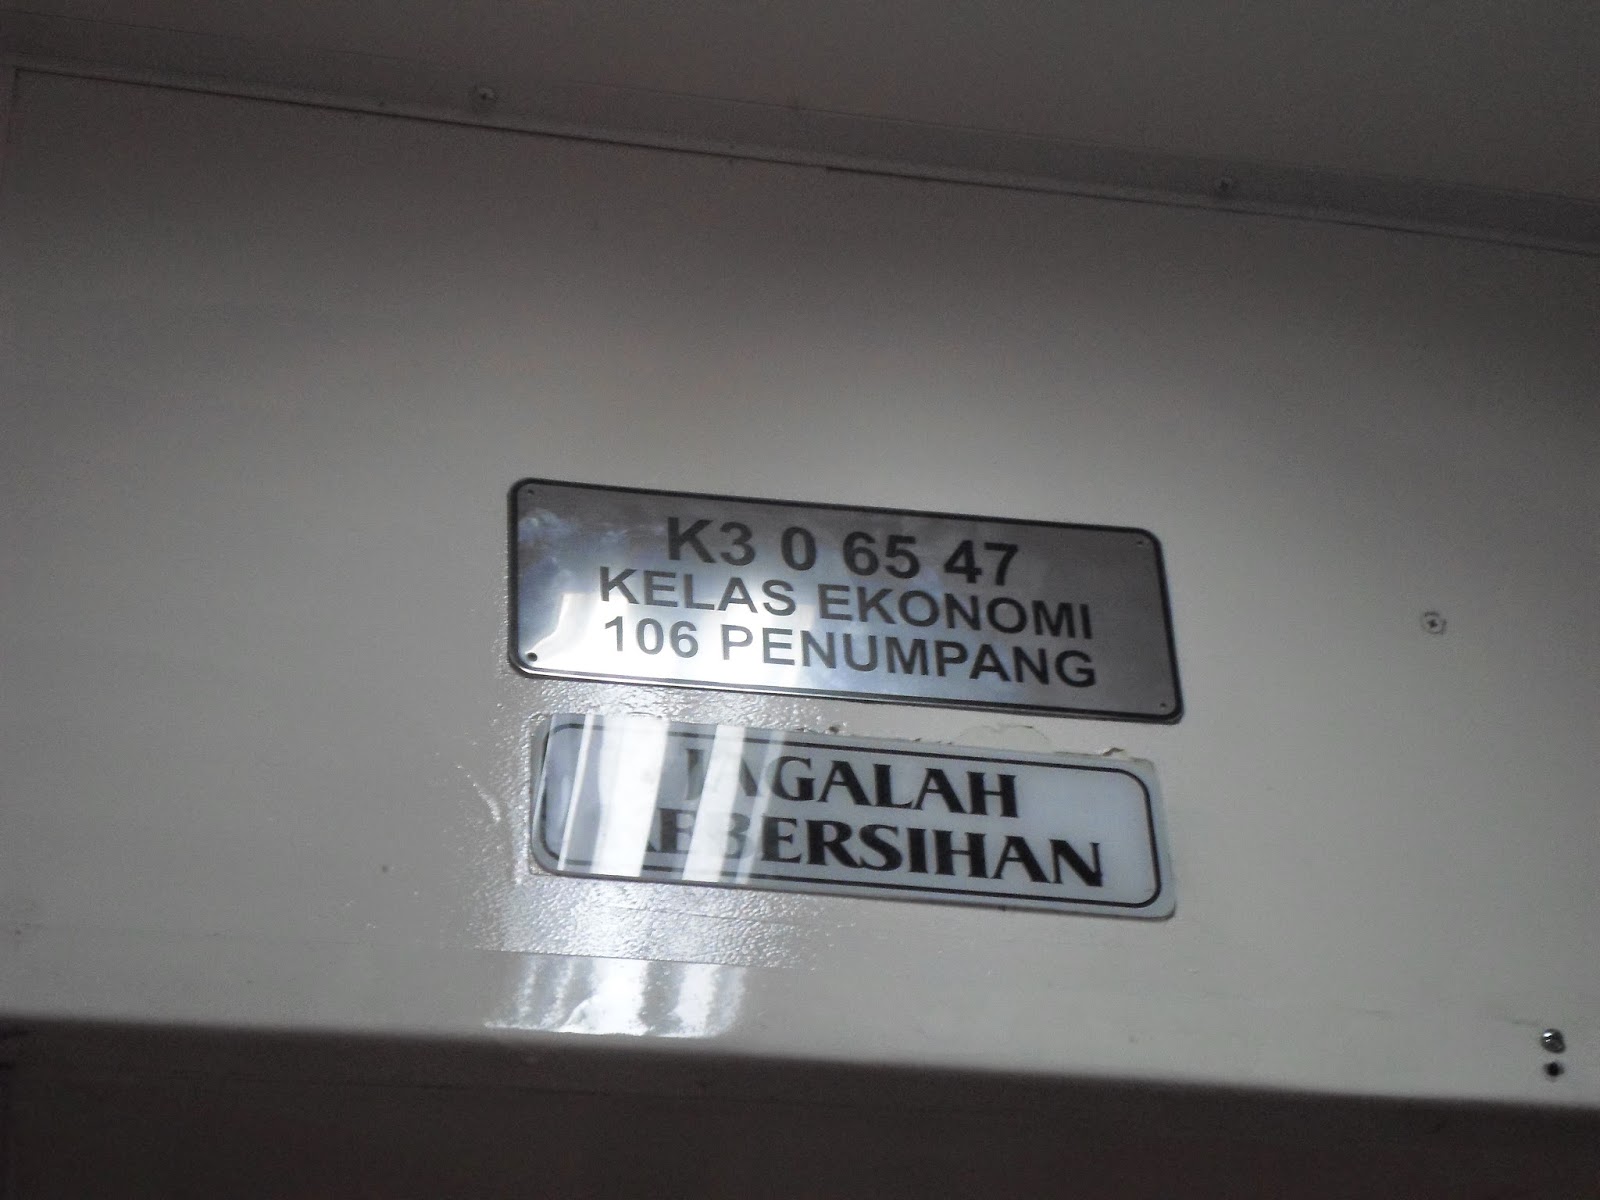 K3 0 65 47
KELAS EKONOMI
106 PENUMPANG
JAGALAH
KEBERSIHAN